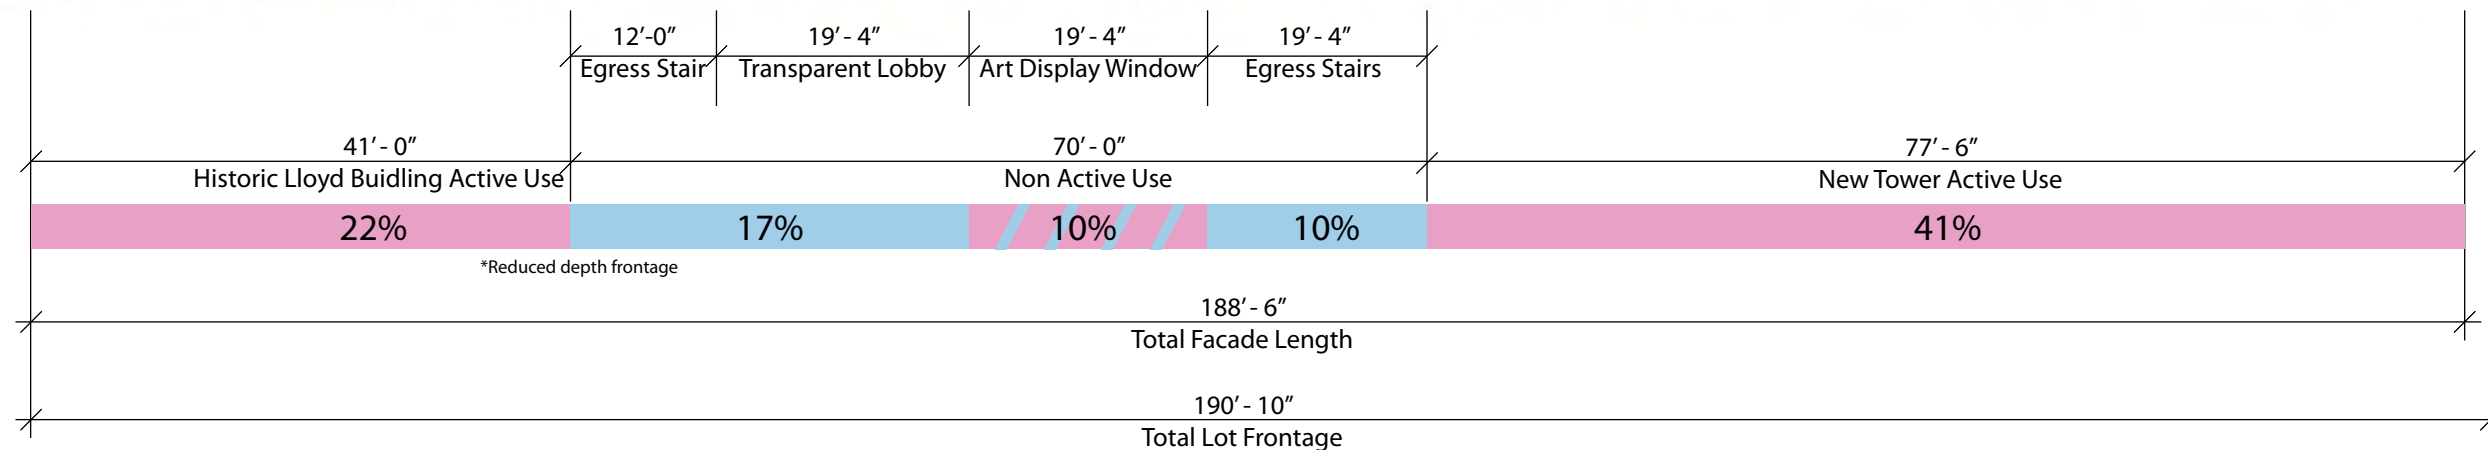 12’-0” 19’ - 4” 19’ - 4” 19’ - 4”
Egress Stair Transparent Lobby Art Display Window Egress Stairs
41’ - 0” 70’ - 0” 77’ - 6”
Historic Lloyd Buidling Active Use Non Active Use New Tower Active Use
22% 17% 10% 10% 41%
*Reduced depth frontage
188’ - 6”
Total Facade Length
190’ - 10”
Total Lot Frontage